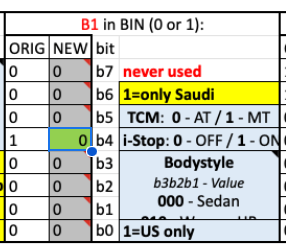 B1 in BIN (0 or 1):
ORIG NEW bit
0 0 b7 never used
0 0 b6 1=only Saudi
0 0 b5 TCM: 0 - AT / 1 - MT
1 0 b4 i-Stop: 0 - OFF / 1 - ON
0 0 b3 Bodystyle
0 0 b2 b3b2b1 - Value
000 - Sedan
0 0 b1
0 0 b0 1=US only